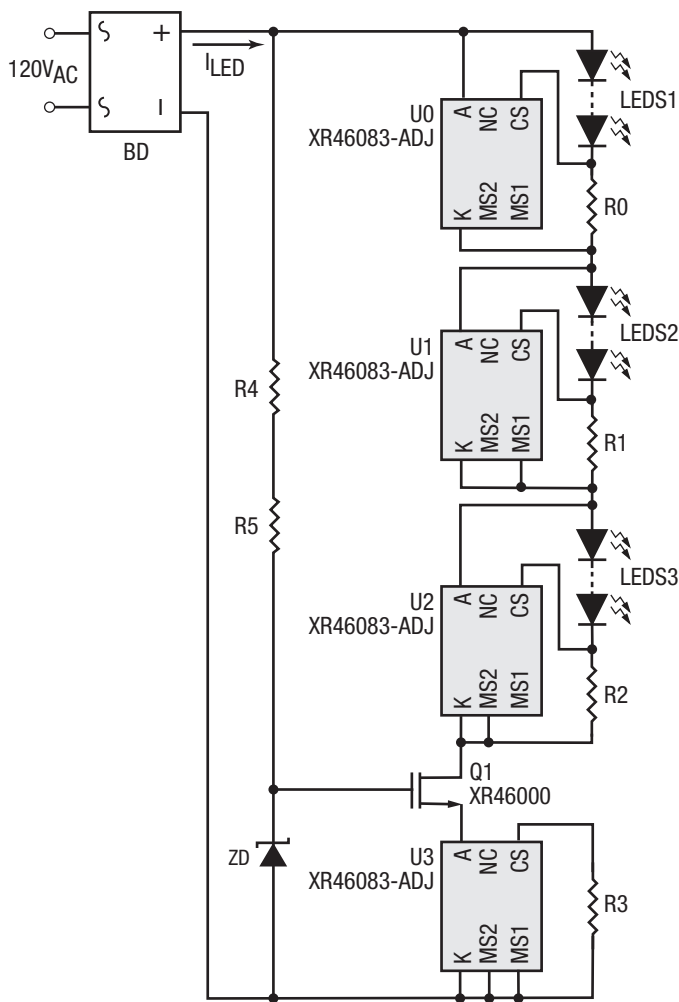 120VAC
+
−
BD
ILED
U0
XR46083-ADJ
A
NC
CS
K
MS2
MS1
LEDS1
R0
U1
XR46083-ADJ
A
NC
CS
K
MS2
MS1
LEDS2
R1
R4
R5
U2
XR46083-ADJ
A
NC
CS
K
MS2
MS1
LEDS3
R2
Q1
XR46000
ZD
U3
XR46083-ADJ
A
NC
CS
K
MS2
MS1
R3